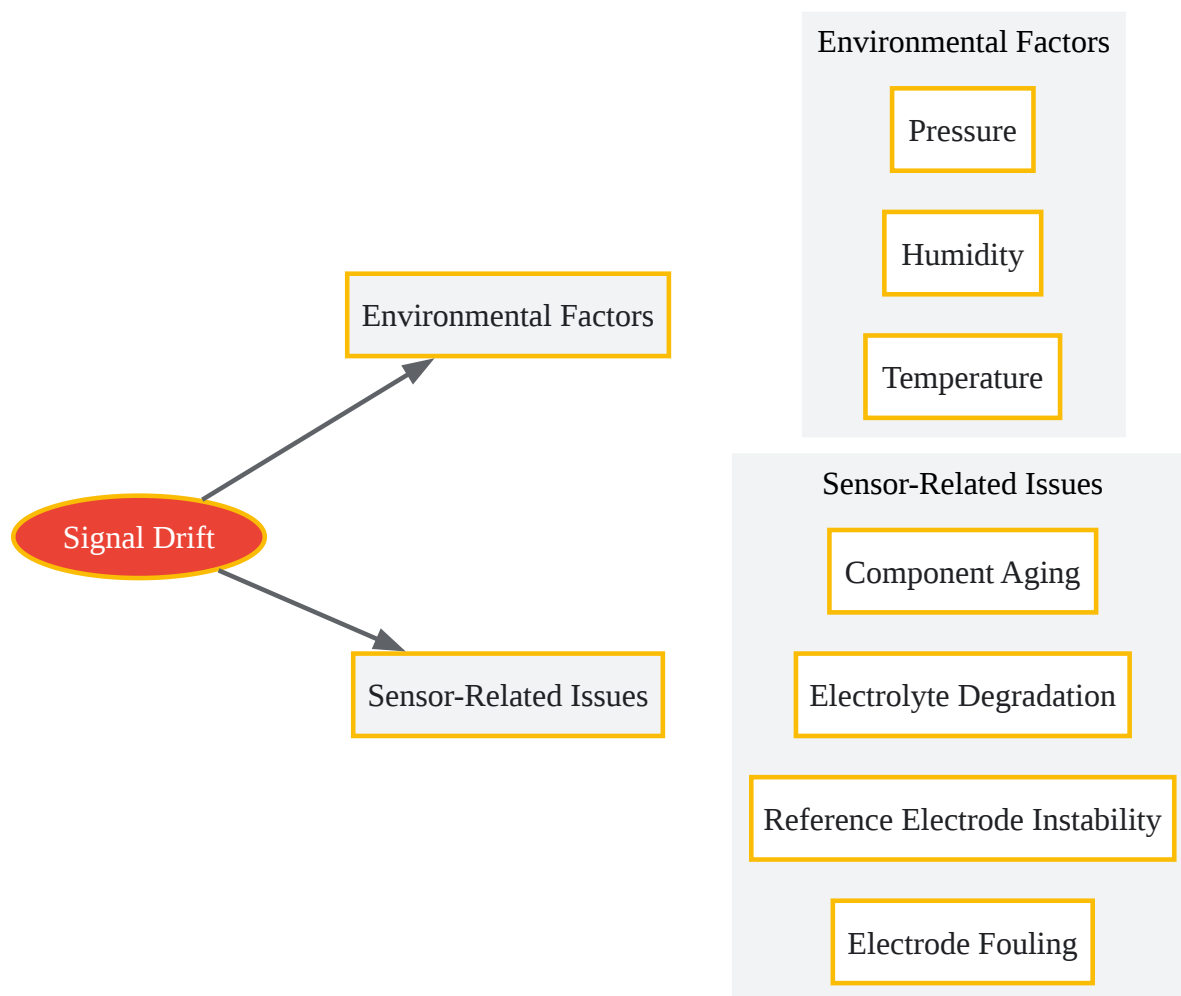 Signal Drift
Environmental Factors
Sensor-Related Issues
Environmental Factors
Pressure
Humidity
Temperature
Sensor-Related Issues
Component Aging
Electrolyte Degradation
Reference Electrode Instability
Electrode Fouling